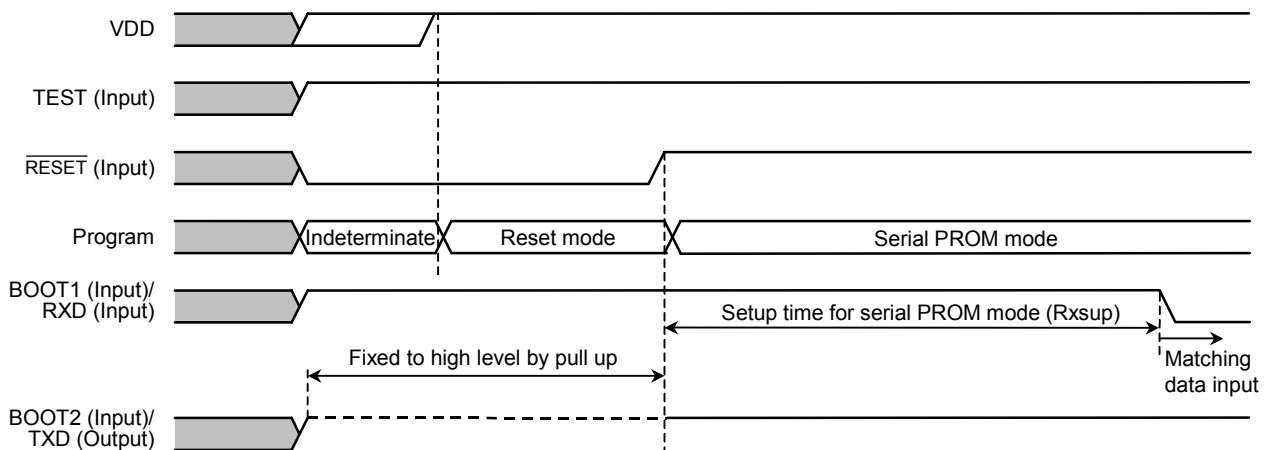 VDD
TEST (Input)
RESET (Input)
Program
Indeterminate
Reset mode
Serial PROM mode
BOOT1 (Input)/
RXD (Input)
Setup time for serial PROM mode (Rxsup)
Fixed to high level by pull up
Matching
data input
BOOT2 (Input)/
TXD (Output)